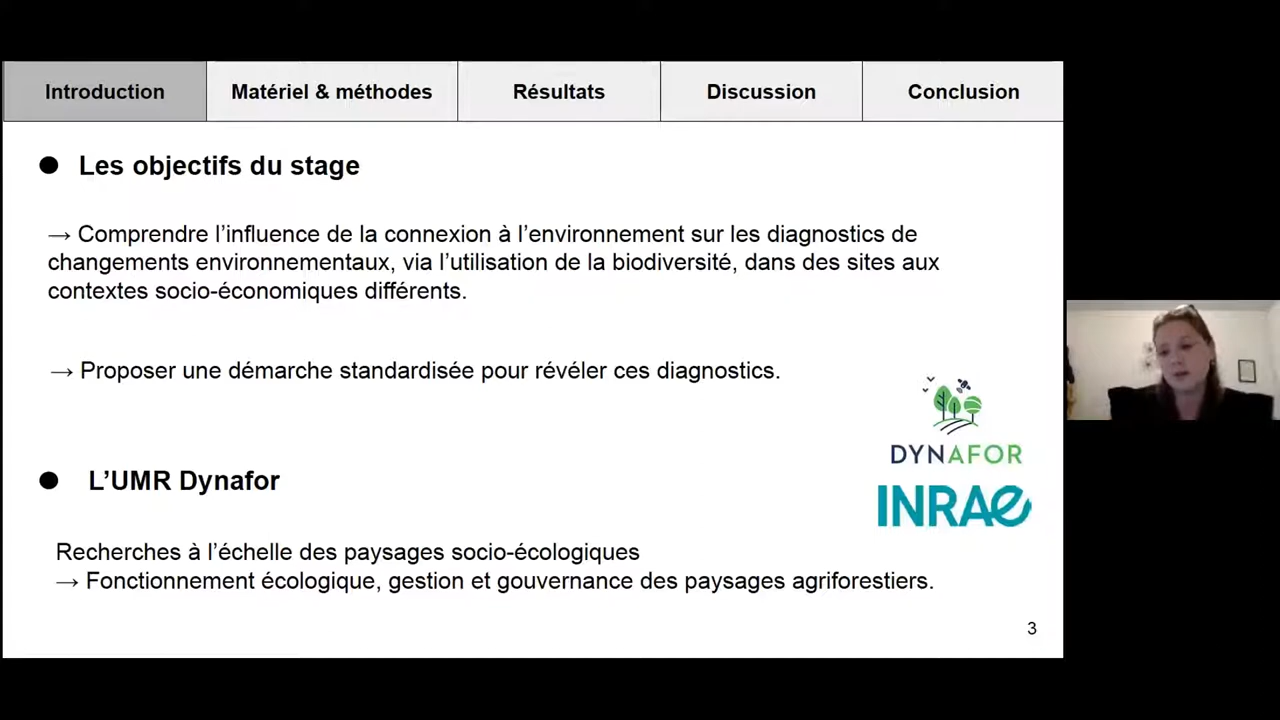 Introduction
Matériel & méthodes
Résultats
Discussion
Conclusion
● Les objectifs du stage
→ Comprendre l’influence de la connexion à l’environnement sur les diagnostics de
changements environnementaux, via l’utilisation de la biodiversité, dans des sites aux
contextes socio-économiques différents.
→ Proposer une démarche standardisée pour révéler ces diagnostics.
DYNAFOR
INRAE
● L’UMR Dynafor
Recherches à l’échelle des paysages socio-écologiques
→ Fonctionnement écologique, gestion et gouvernance des paysages agriforestiers.
3